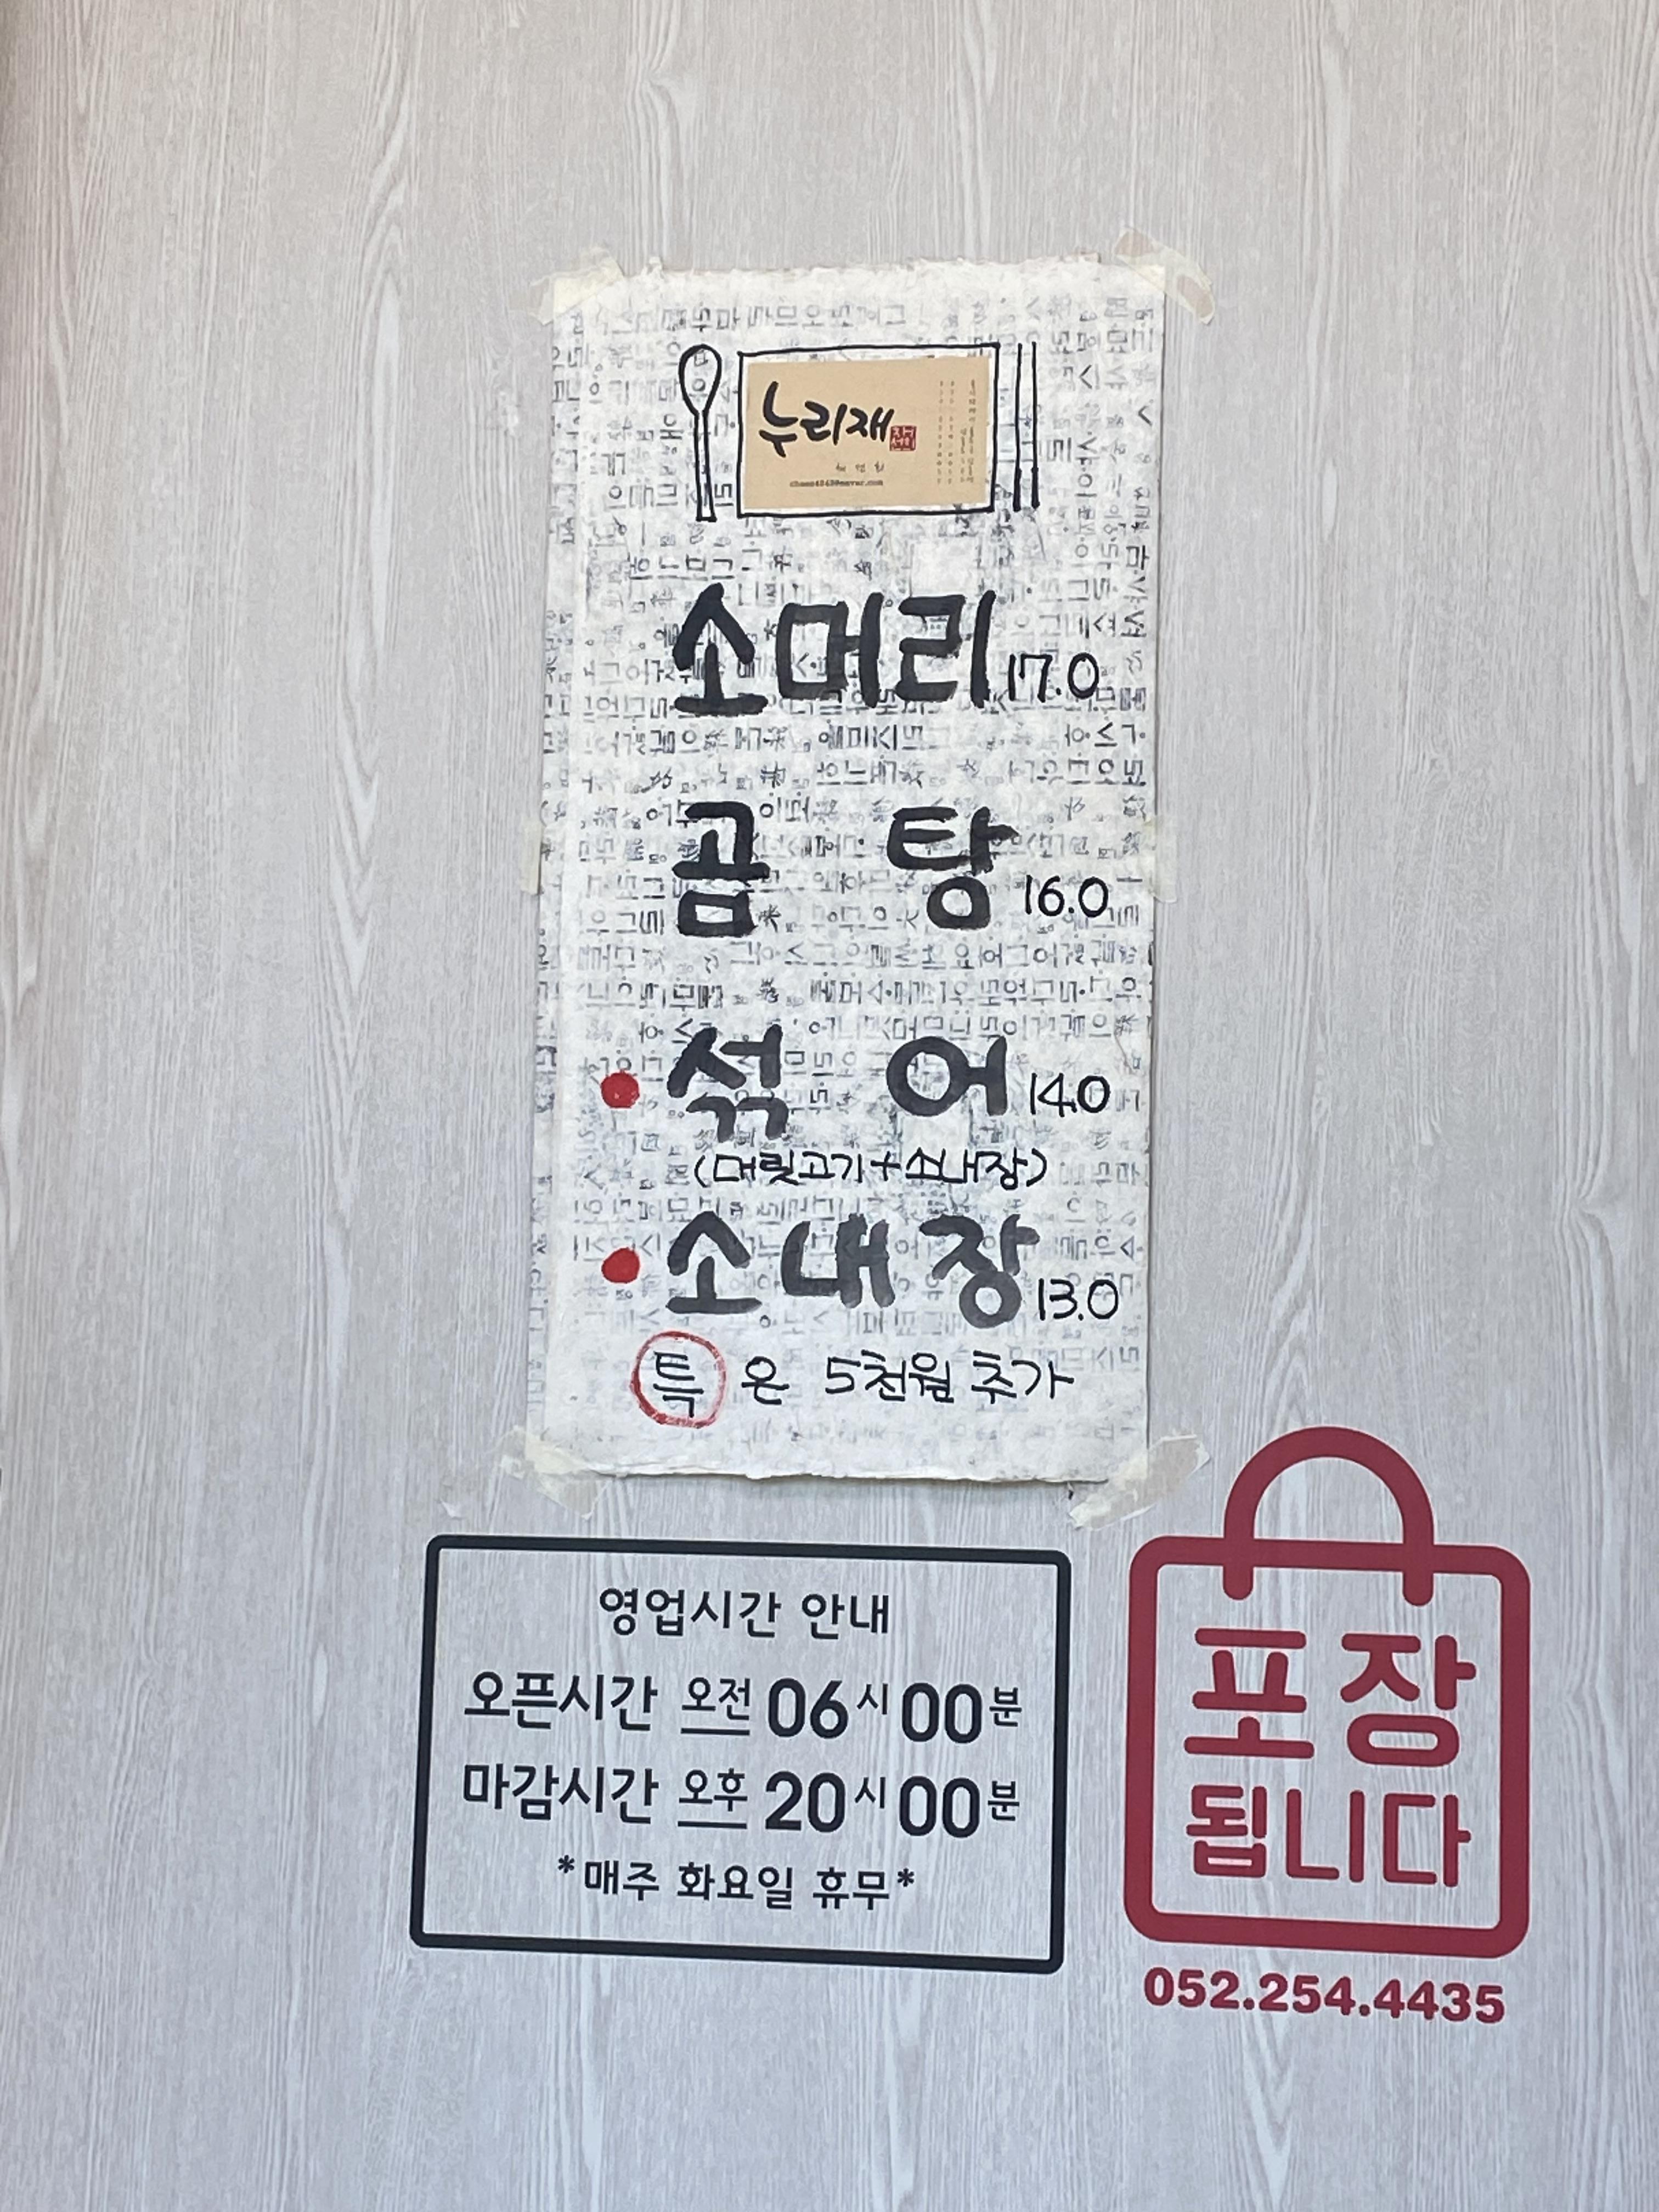 누리재
소머리 17.0
곰탕 16.0
섞어 14.0
(머릿고기+소내장)
소내장 13.0
특 은 5천원 추가
영업시간 안내
오픈시간 오전 06시 00분
마감시간 오후 20시 00분
*매주 화요일 휴무*
포장
됩니다
052.254.4435